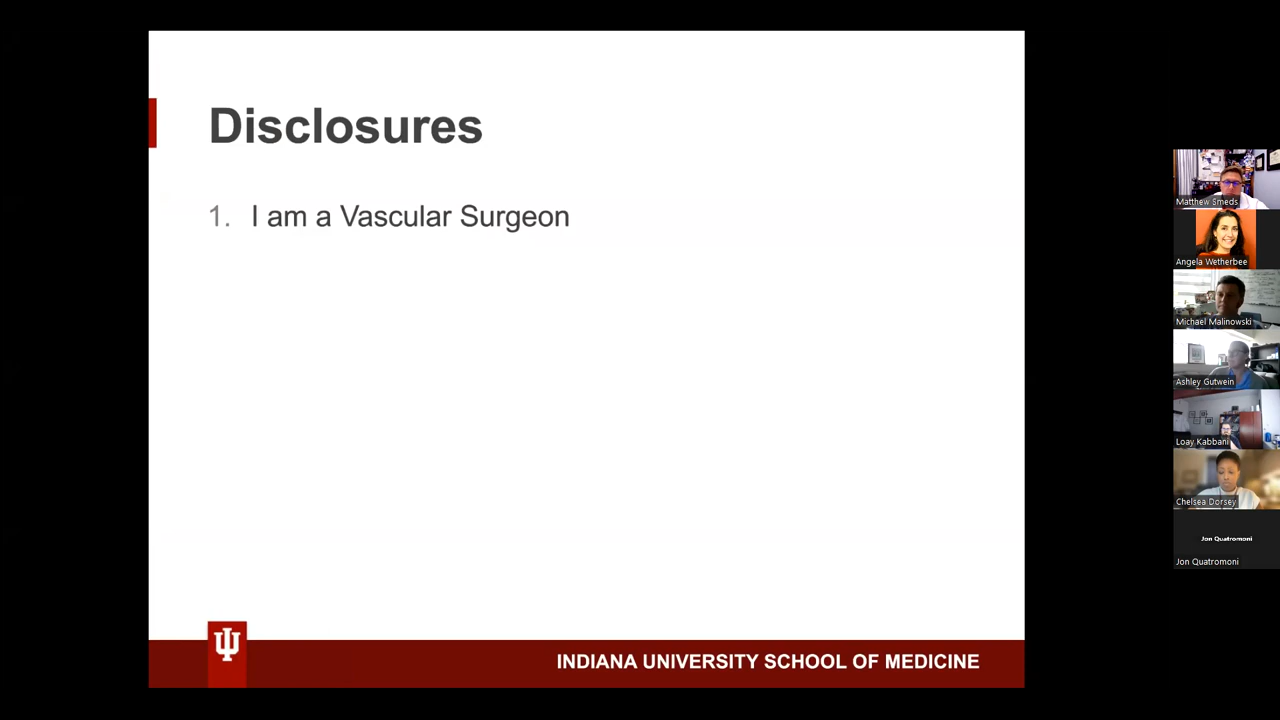 Disclosures
1. I am a Vascular Surgeon
INDIANA UNIVERSITY SCHOOL OF MEDICINE
Matthew Smeds
Angela Wetherbee
Michael Malinowski
Ashley Gutwein
Loay Kabbani
Chelsea Dorsey
Jon Quatromoni
Jon Quatromoni